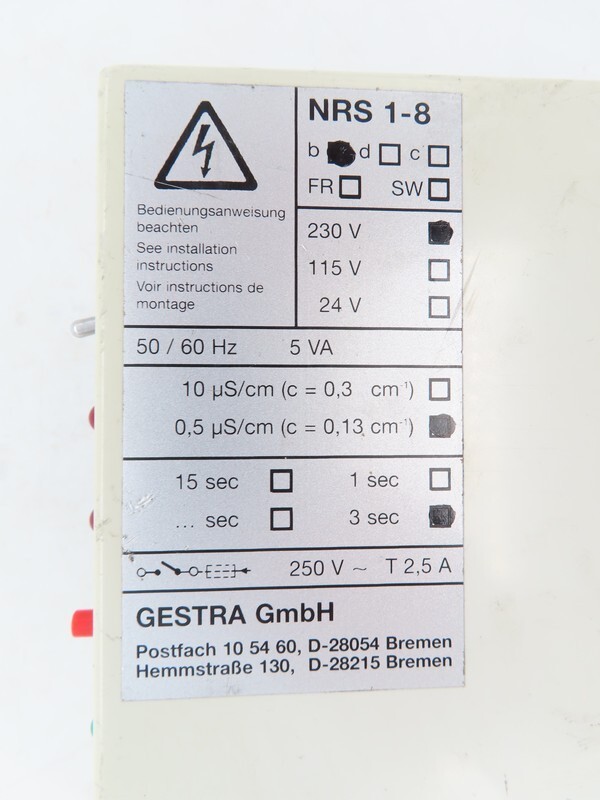 NRS 1-8
b ■ d □ c □
FR □ SW □
Bedienungsanweisung
beachten
See installation
instructions
Voir instructions de
montage
230 V ■
115 V □
24 V □
50 / 60 Hz 5 VA
10 µS/cm (c = 0,3 cm⁻¹) □
0,5 µS/cm (c = 0,13 cm⁻¹) ■
15 sec □ 1 sec □
... sec □ 3 sec ■
250 V ~ T 2,5 A
GESTRA GmbH
Postfach 10 54 60, D-28054 Bremen
Hemmstraße 130, D-28215 Bremen